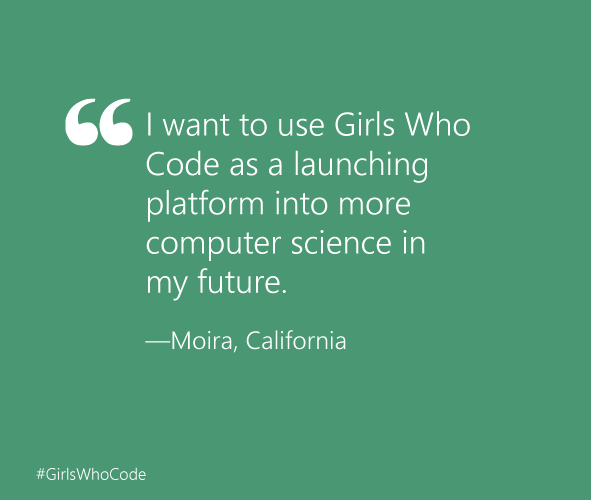 “I want to use Girls Who
Code as a launching
platform into more
computer science in
my future.
—Moira, California
#GirlsWhoCode